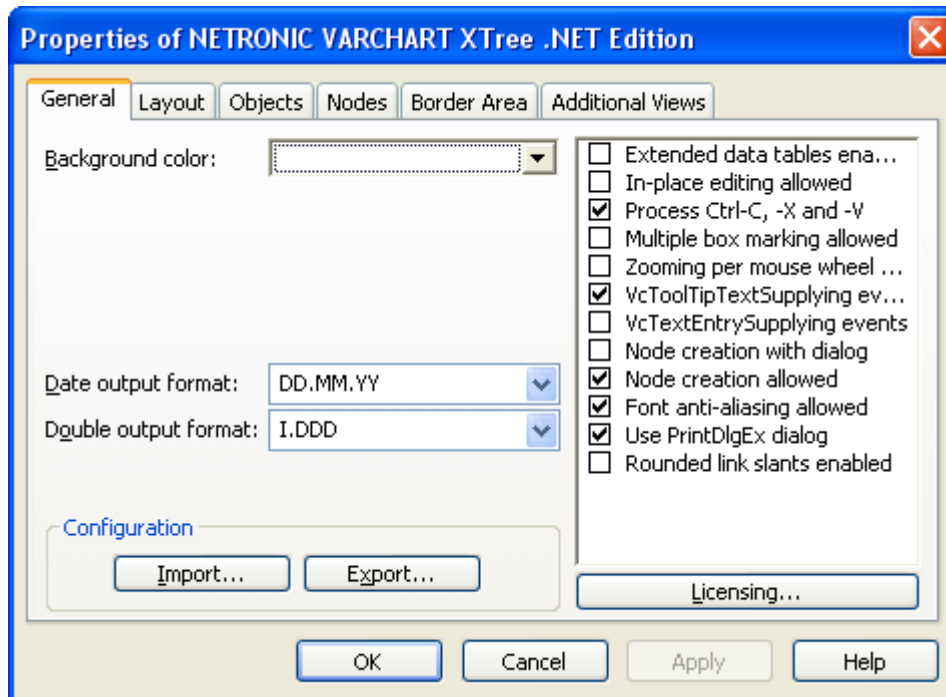 Properties of NETRONIC VARCHART XTree .NET Edition
General Layout Objects Nodes Border Area Additional Views
Background color:
Extended data tables ena...
In-place editing allowed
Process Ctrl-C, -X and -V
Multiple box marking allowed
Zooming per mouse wheel ...
VcToolTipTextSupplying ev...
VcTextEntrySupplying events
Node creation with dialog
Node creation allowed
Font anti-aliasing allowed
Use PrintDlgEx dialog
Rounded link slants enabled
Date output format: DD.MM.YY
Double output format: I.DDD
Configuration
Import... Export...
Licensing...
OK Cancel Apply Help